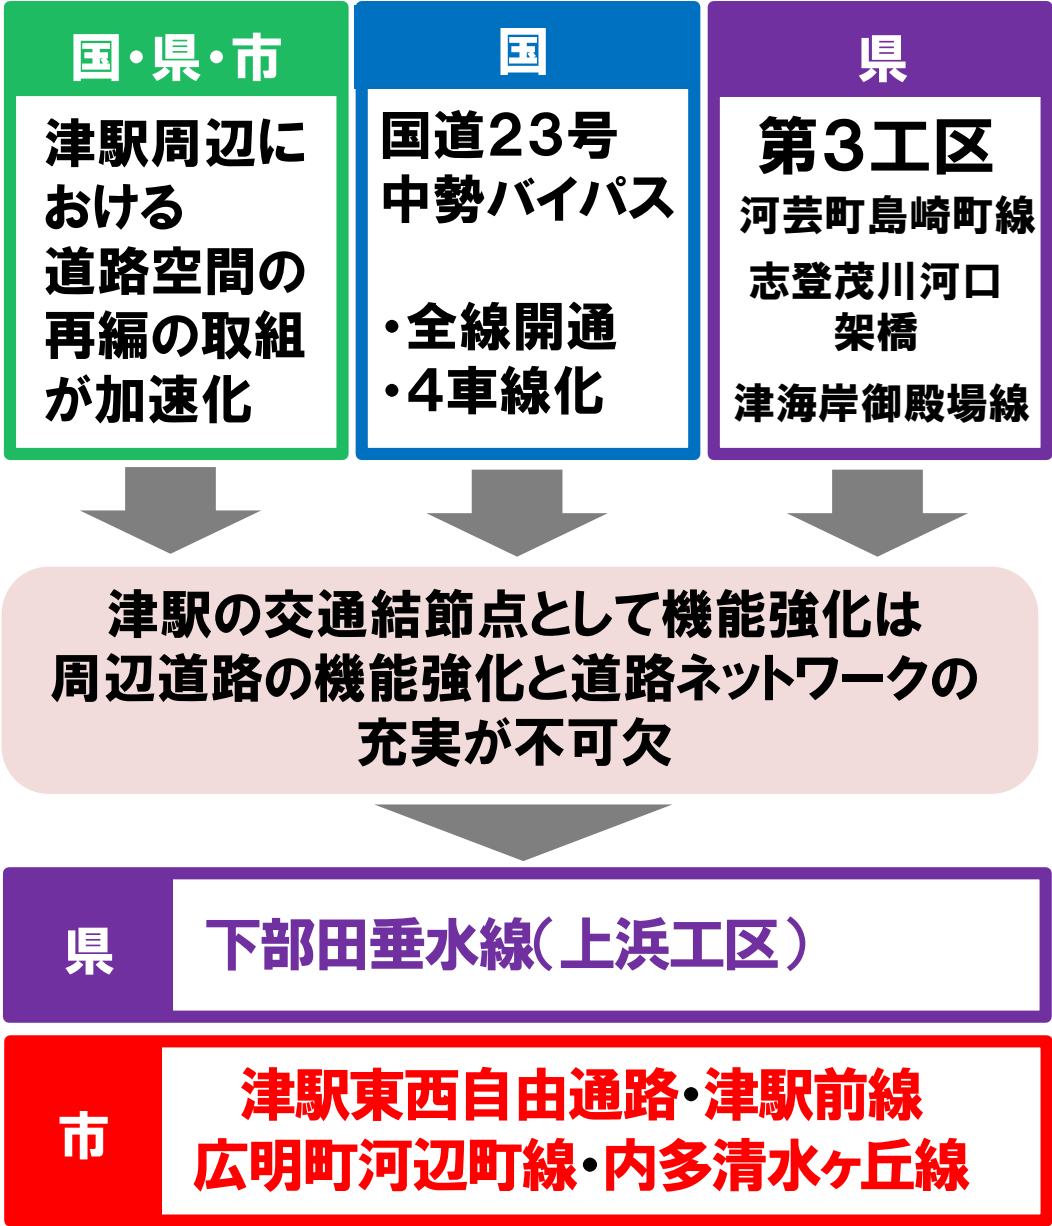 国・県・市
津駅周辺に
おける
道路空間の
再編の取組
が加速化
国
国道２３号
中勢バイパス
・全線開通
・４車線化
県
第３工区
河芸町島崎町線
志登茂川河口
架橋
津海岸御殿場線
津駅の交通結節点として機能強化は
周辺道路の機能強化と道路ネットワークの
充実が不可欠
県
下部田垂水線（上浜工区）
市
津駅東西自由通路・津駅前線
広明町河辺町線・内多清水ヶ丘線